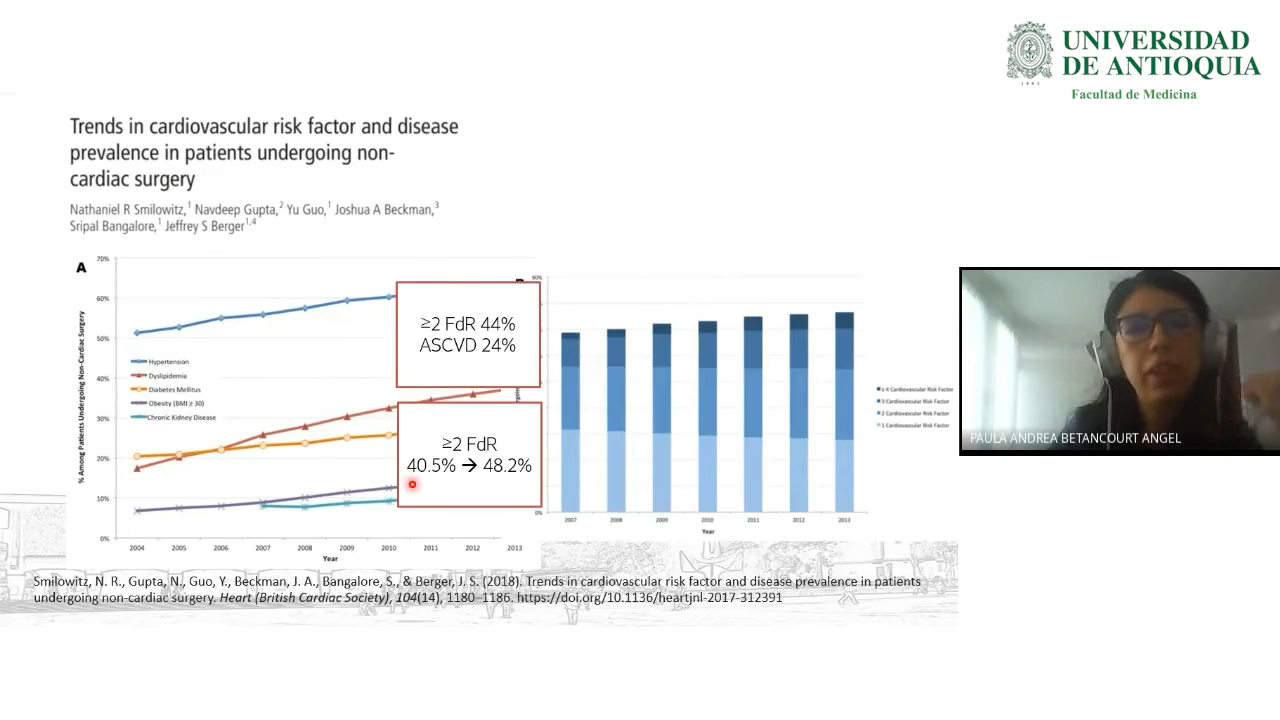 UNIVERSIDAD
DE ANTIOQUIA
1 8 0 3
Facultad de Medicina
Trends in cardiovascular risk factor and disease
prevalence in patients undergoing non-
cardiac surgery
Nathaniel R Smilowitz,1 Navdeep Gupta,2 Yu Guo,1 Joshua A Beckman,3
Sripal Bangalore,1 Jeffrey S Berger1,4
A
% Among Patients Undergoing Non-Cardiac Surgery
70%
60%
50%
40%
30%
20%
10%
0%
Hypertension
Dyslipidemia
Diabetes Mellitus
Obesity (BMI ≥ 30)
Chronic Kidney Disease
2004 2005 2006 2007 2008 2009 2010 2011 2012 2013
Year
≥2 FdR 44%
ASCVD 24%
≥2 FdR
40.5% → 48.2%
0%
≥ 4 Cardiovascular Risk Factor
3 Cardiovascular Risk Factor
2 Cardiovascular Risk Factor
1 Cardiovascular Risk Factor
2007 2008 2009 2010 2011 2012 2013
Year
PAULA ANDREA BETANCOURT ANGEL
Smilowitz, N. R., Gupta, N., Guo, Y., Beckman, J. A., Bangalore, S., & Berger, J. S. (2018). Trends in cardiovascular risk factor and disease prevalence in patients
undergoing non-cardiac surgery. Heart (British Cardiac Society), 104(14), 1180–1186. https://doi.org/10.1136/heartjnl-2017-312391